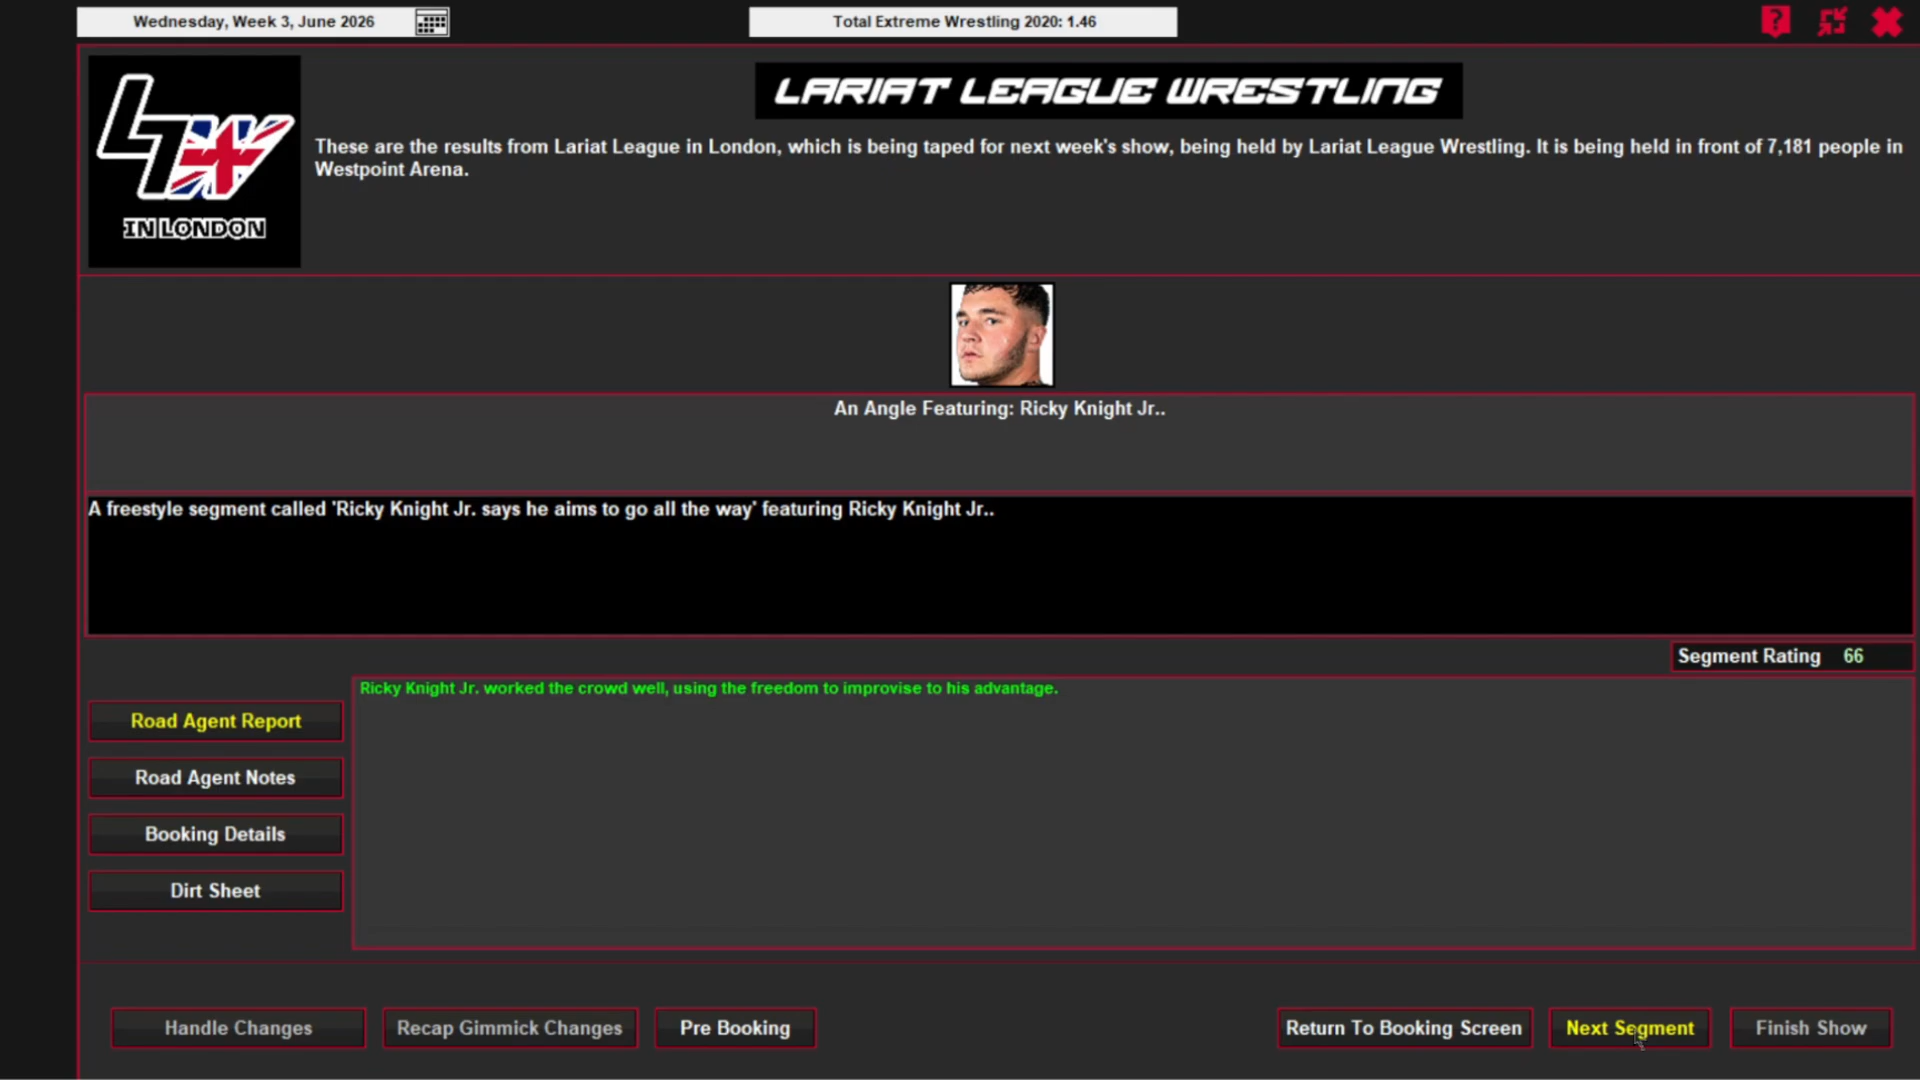 Wednesday, Week 3, June 2026
Total Extreme Wrestling 2020: 1.46
?
LLW
IN LONDON
LARIAT LEAGUE WRESTLING
These are the results from Lariat League in London, which is being taped for next week's show, being held by Lariat League Wrestling. It is being held in front of 7,181 people in
Westpoint Arena.
An Angle Featuring: Ricky Knight Jr..
A freestyle segment called 'Ricky Knight Jr. says he aims to go all the way' featuring Ricky Knight Jr..
Segment Rating 66
Ricky Knight Jr. worked the crowd well, using the freedom to improvise to his advantage.
Road Agent Report
Road Agent Notes
Booking Details
Dirt Sheet
Handle Changes
Recap Gimmick Changes
Pre Booking
Return To Booking Screen
Next Segment
Finish Show